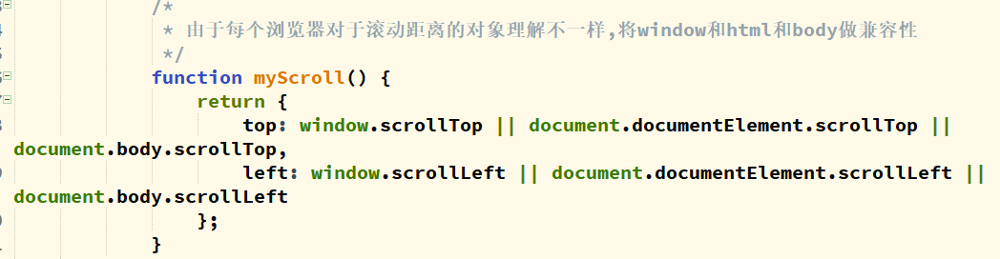 /*
* 由于每个浏览器对于滚动距离的对象理解不一样,将window和html和body做兼容性
*/
function myScroll() {
return {
top: window.scrollTop || document.documentElement.scrollTop ||
document.body.scrollTop,
left: window.scrollLeft || document.documentElement.scrollLeft ||
document.body.scrollLeft
};
}